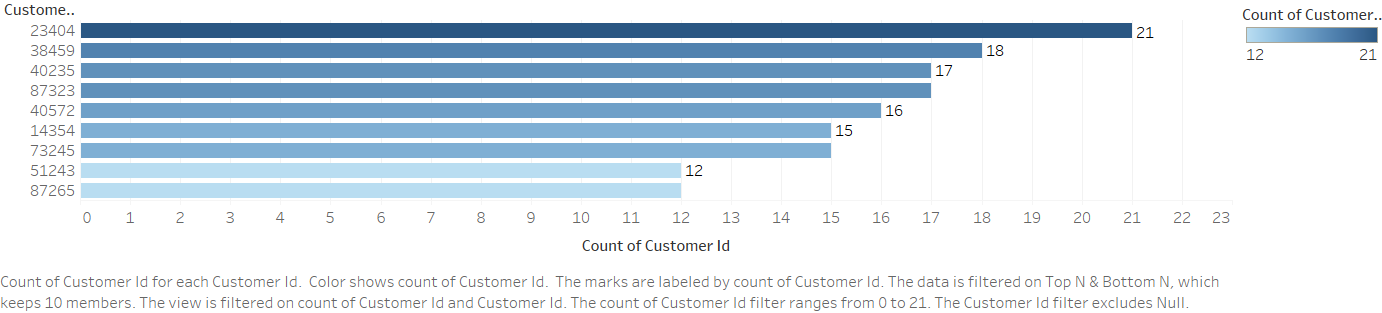 Custome..
Count of Customer..
23404
21
12
21
38459
18
40235
17
87323
40572
16
14354
15
73245
51243
12
87265
0 1 2 3 4 5 6 7 8 9 10 11 12 13 14 15 16 17 18 19 20 21 22 23
Count of Customer Id
Count of Customer Id for each Customer Id.  Color shows count of Customer Id.  The marks are labeled by count of Customer Id. The data is filtered on Top N & Bottom N, which
keeps 10 members. The view is filtered on count of Customer Id and Customer Id. The count of Customer Id filter ranges from 0 to 21. The Customer Id filter excludes Null.